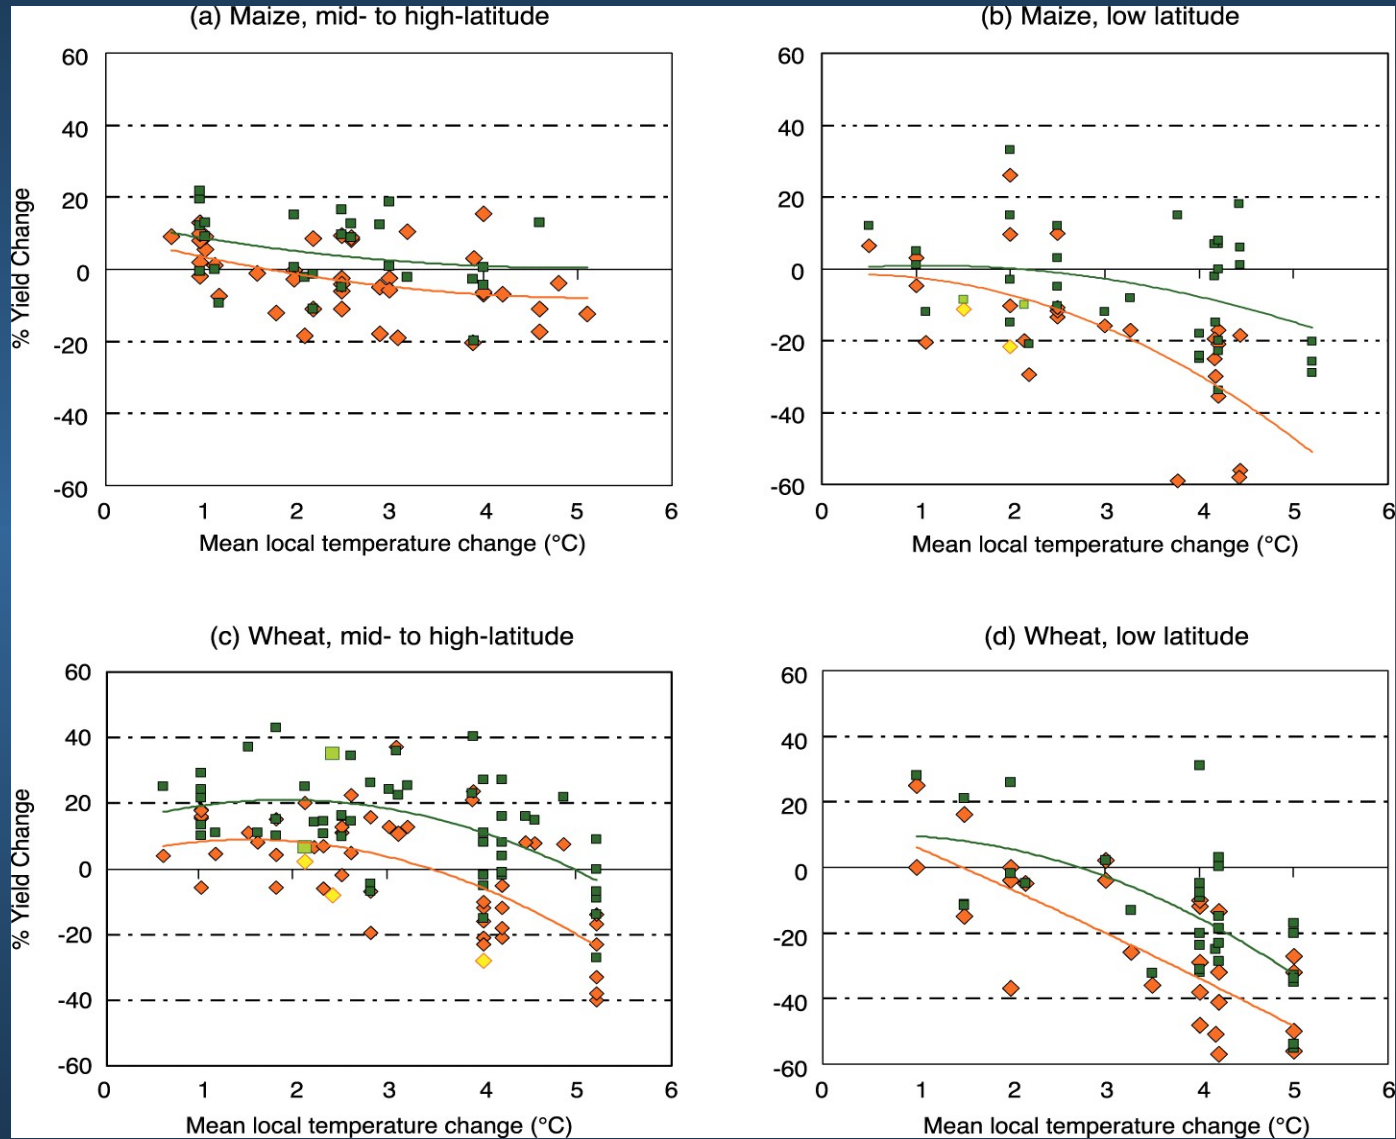 (a) Maize, mid- to high-latitude
60
40
20
0
-20
-40
-60
% Yield Change
0 1 2 3 4 5 6
Mean local temperature change (°C)
(b) Maize, low latitude
60
40
20
0
-20
-40
-60
0 1 2 3 4 5 6
Mean local temperature change (°C)
(c) Wheat, mid- to high-latitude
60
40
20
0
-20
-40
-60
% Yield Change
0 1 2 3 4 5 6
Mean local temperature change (°C)
(d) Wheat, low latitude
60
40
20
0
-20
-40
-60
0 1 2 3 4 5 6
Mean local temperature change (°C)